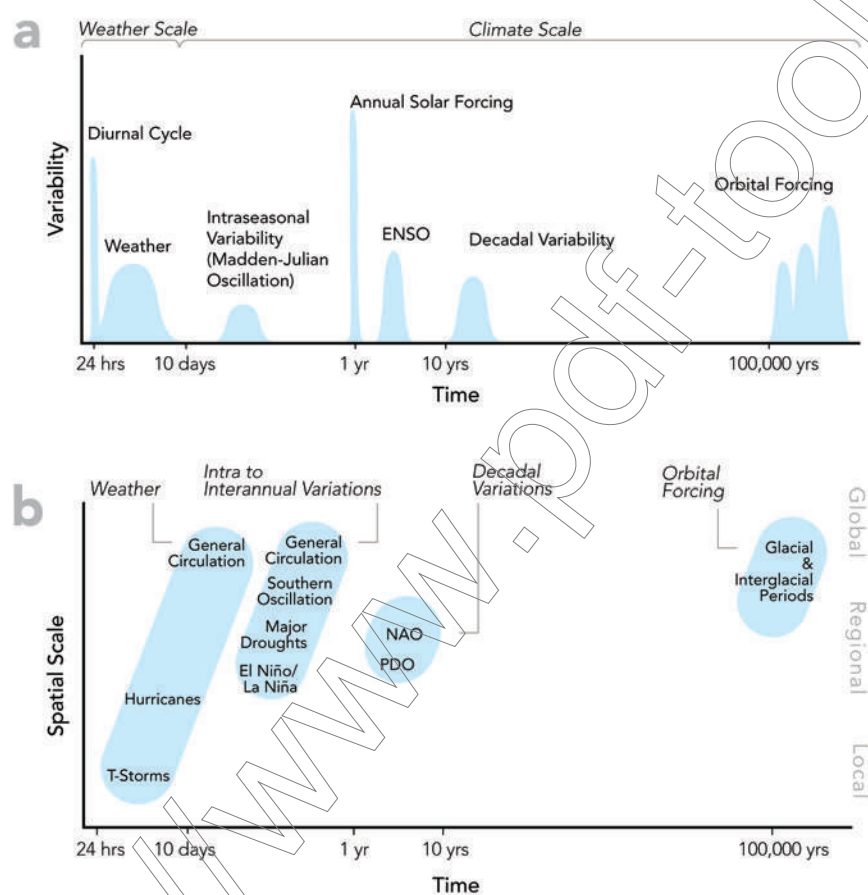 a
Weather Scale
Climate Scale
Variability
Diurnal Cycle
Weather
Intraseasonal
Variability
(Madden-Julian
Oscillation)
Annual Solar Forcing
ENSO
Decadal Variability
Orbital Forcing
24 hrs
10 days
1 yr
10 yrs
100,000 yrs
Time
b
Weather
Intra to
Interannual Variations
Decadal
Variations
Orbital
Forcing
Spatial Scale
General
Circulation
Hurricanes
T-Storms
General
Circulation
Southern
Oscillation
Major
Droughts
El Niño/
La Niña
NAO
PDO
Glacial
&
Interglacial
Periods
Global
Regional
Local
24 hrs
10 days
1 yr
10 yrs
100,000 yrs
Time
//www.pdf-tool